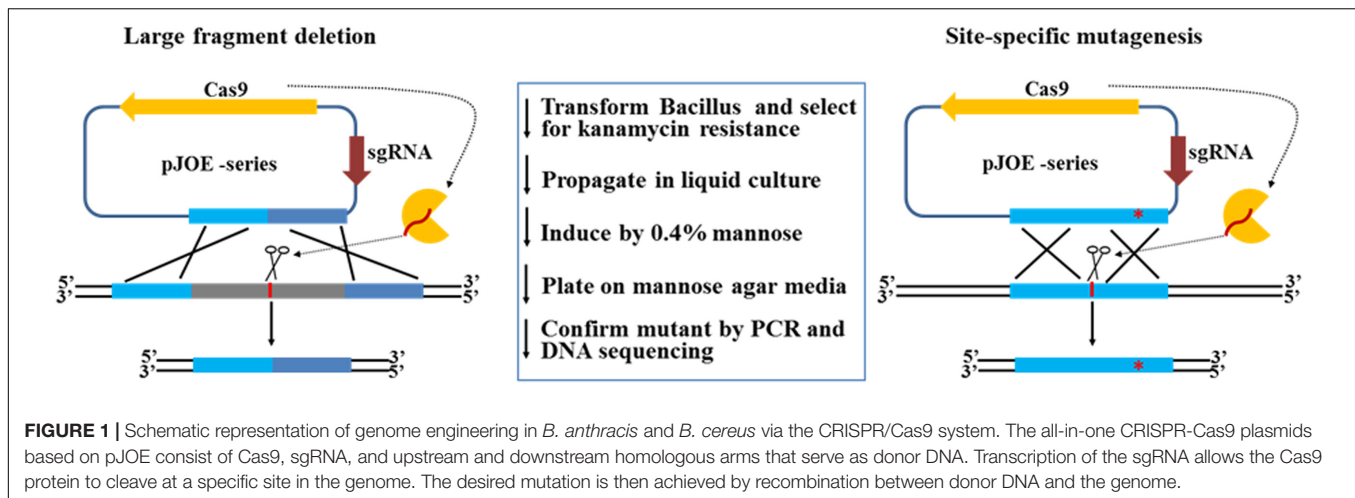 Large fragment deletion
Cas9
sgRNA
pJOE -series
5’
3’
3’
5’
5’
3’
3’
5’
Transform Bacillus and select
for kanamycin resistance
Propagate in liquid culture
Induce by 0.4% mannose
Plate on mannose agar media
Confirm mutant by PCR and
DNA sequencing
Site-specific mutagenesis
Cas9
sgRNA
pJOE -series
*
5’
3’
3’
5’
5’
3’
*
3’
5’
FIGURE 1 | Schematic representation of genome engineering in B. anthracis and B. cereus via the CRISPR/Cas9 system. The all-in-one CRISPR-Cas9 plasmids
based on pJOE consist of Cas9, sgRNA, and upstream and downstream homologous arms that serve as donor DNA. Transcription of the sgRNA allows the Cas9
protein to cleave at a specific site in the genome. The desired mutation is then achieved by recombination between donor DNA and the genome.